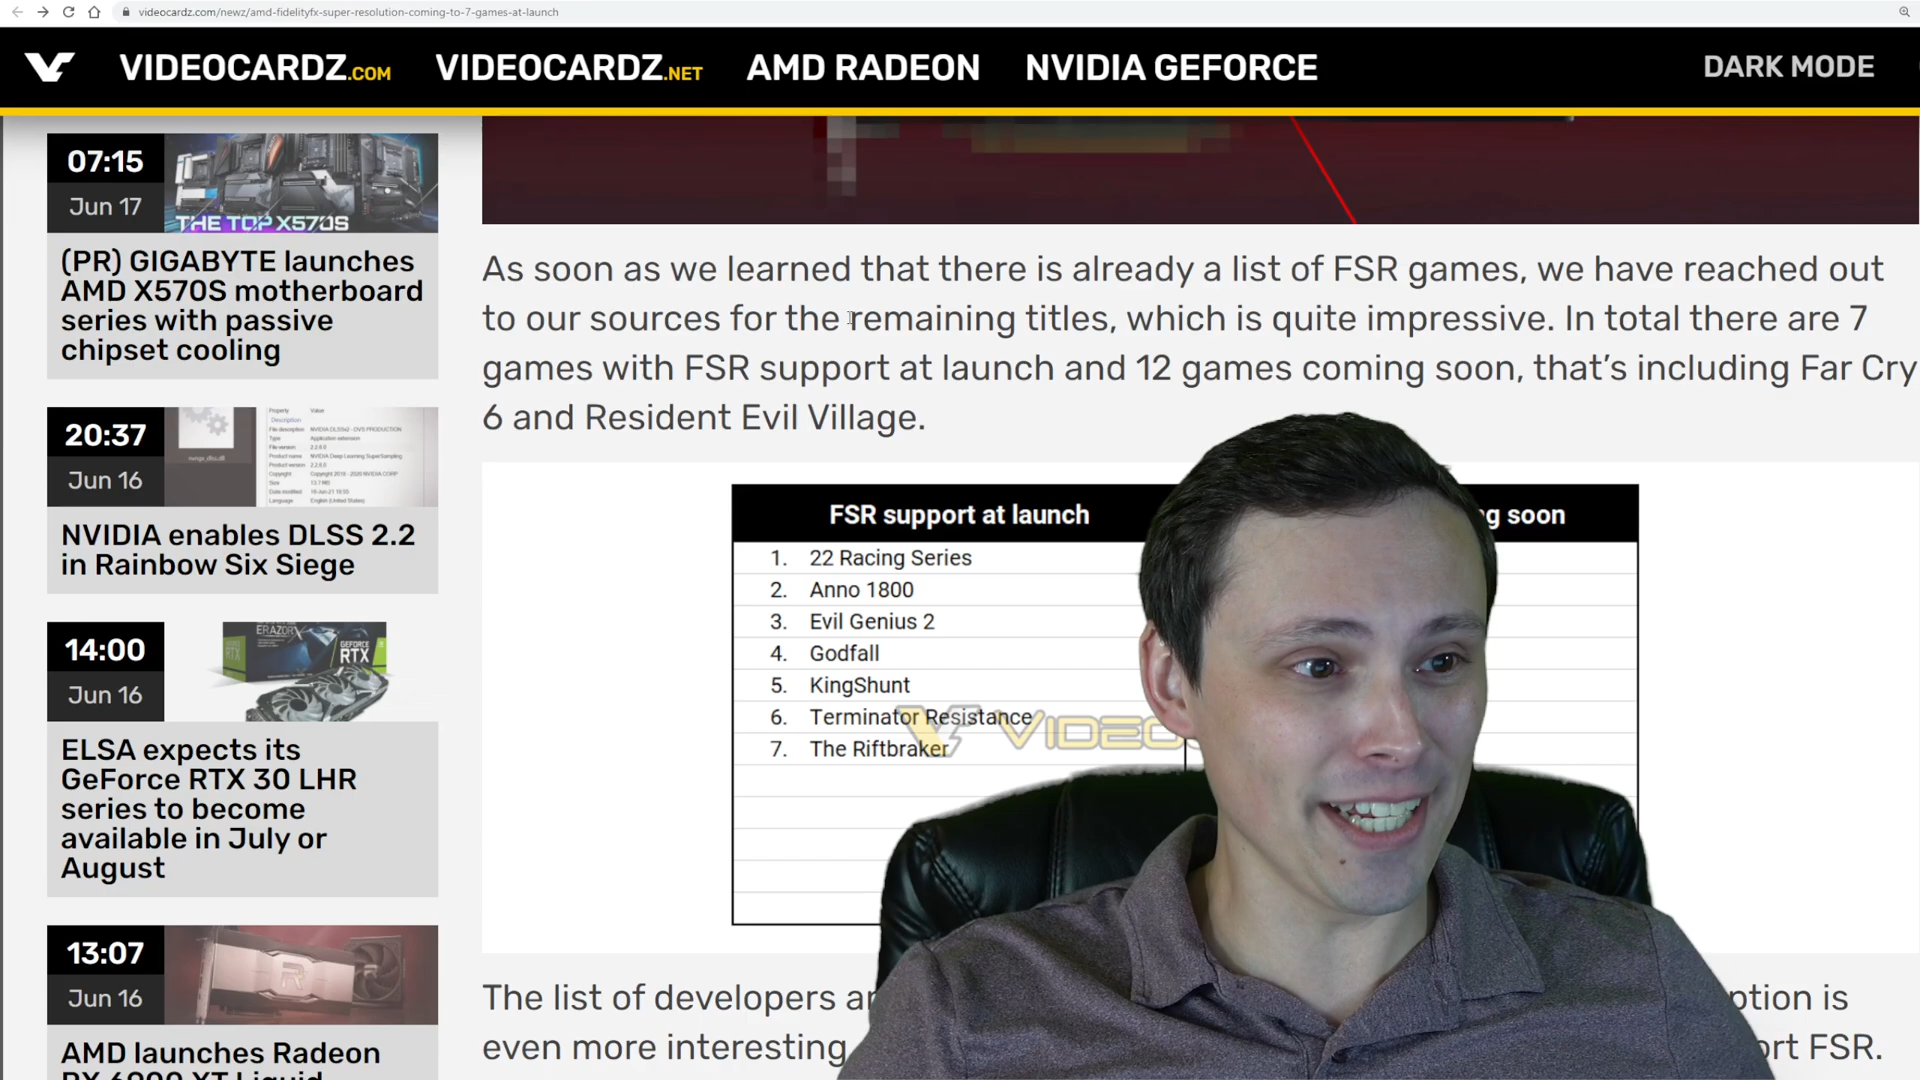 videocardz.com/newz/amd-fidelityfx-super-resolution-coming-to-7-games-at-launch
VIDEOCARDZ.COM VIDEOCARDZ.NET AMD RADEON NVIDIA GEFORCE DARK MODE
07:15
Jun 17
THE TOP X570S
(PR) GIGABYTE launches
AMD X570S motherboard
series with passive
chipset cooling
20:37
Jun 16
NVIDIA enables DLSS 2.2
in Rainbow Six Siege
14:00
Jun 16
ERAZOR X
GEFORCE
RTX
ELSA expects its
GeForce RTX 30 LHR
series to become
available in July or
August
13:07
Jun 16
AMD launches Radeon
As soon as we learned that there is already a list of FSR games, we have reached out
to our sources for the remaining titles, which is quite impressive. In total there are 7
games with FSR support at launch and 12 games coming soon, that’s including Far Cry
6 and Resident Evil Village.
FSR support at launch
g soon
1. 22 Racing Series
2. Anno 1800
3. Evil Genius 2
4. Godfall
5. KingShunt
6. Terminator Resistance
7. The Riftbraker
VIDEO
The list of developers a
ption is
even more interesting
ort FSR.